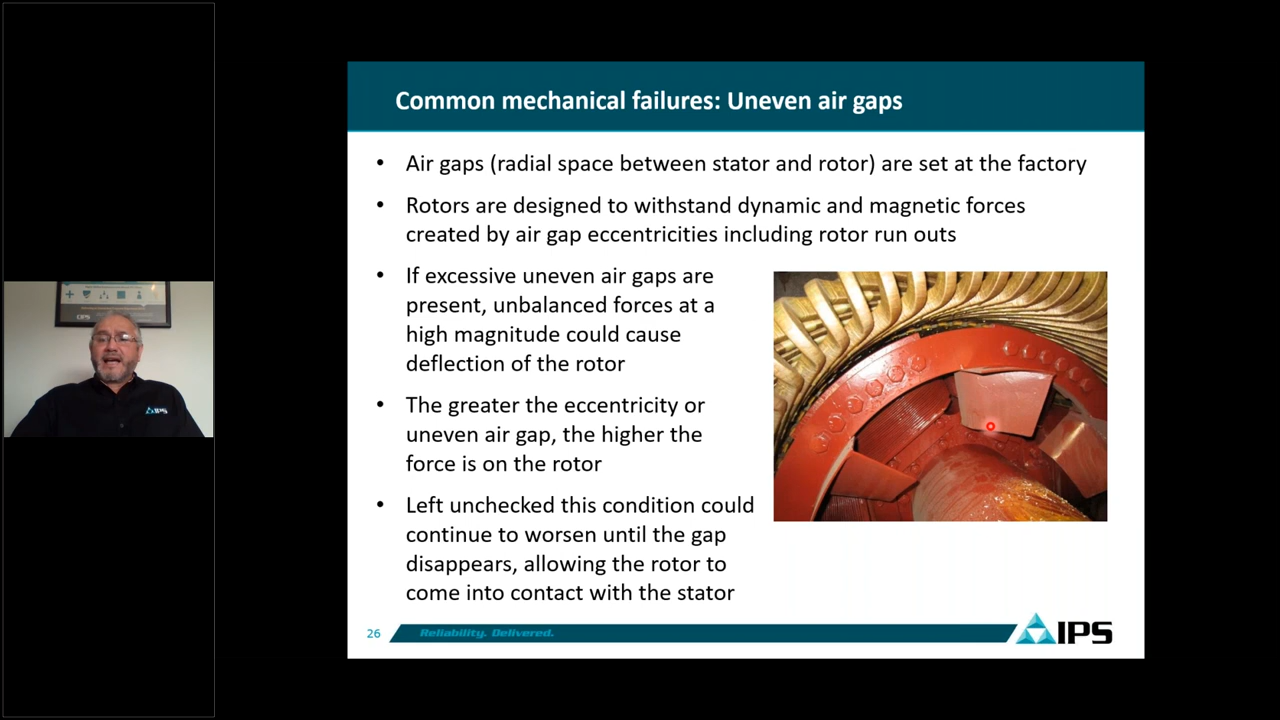 Common mechanical failures: Uneven air gaps
• Air gaps (radial space between stator and rotor) are set at the factory
• Rotors are designed to withstand dynamic and magnetic forces
created by air gap eccentricities including rotor run outs
• If excessive uneven air gaps are
present, unbalanced forces at a
high magnitude could cause
deflection of the rotor
• The greater the eccentricity or
uneven air gap, the higher the
force is on the rotor
• Left unchecked this condition could
continue to worsen until the gap
disappears, allowing the rotor to
come into contact with the stator
26
Reliability. Delivered.
IPS
IPS